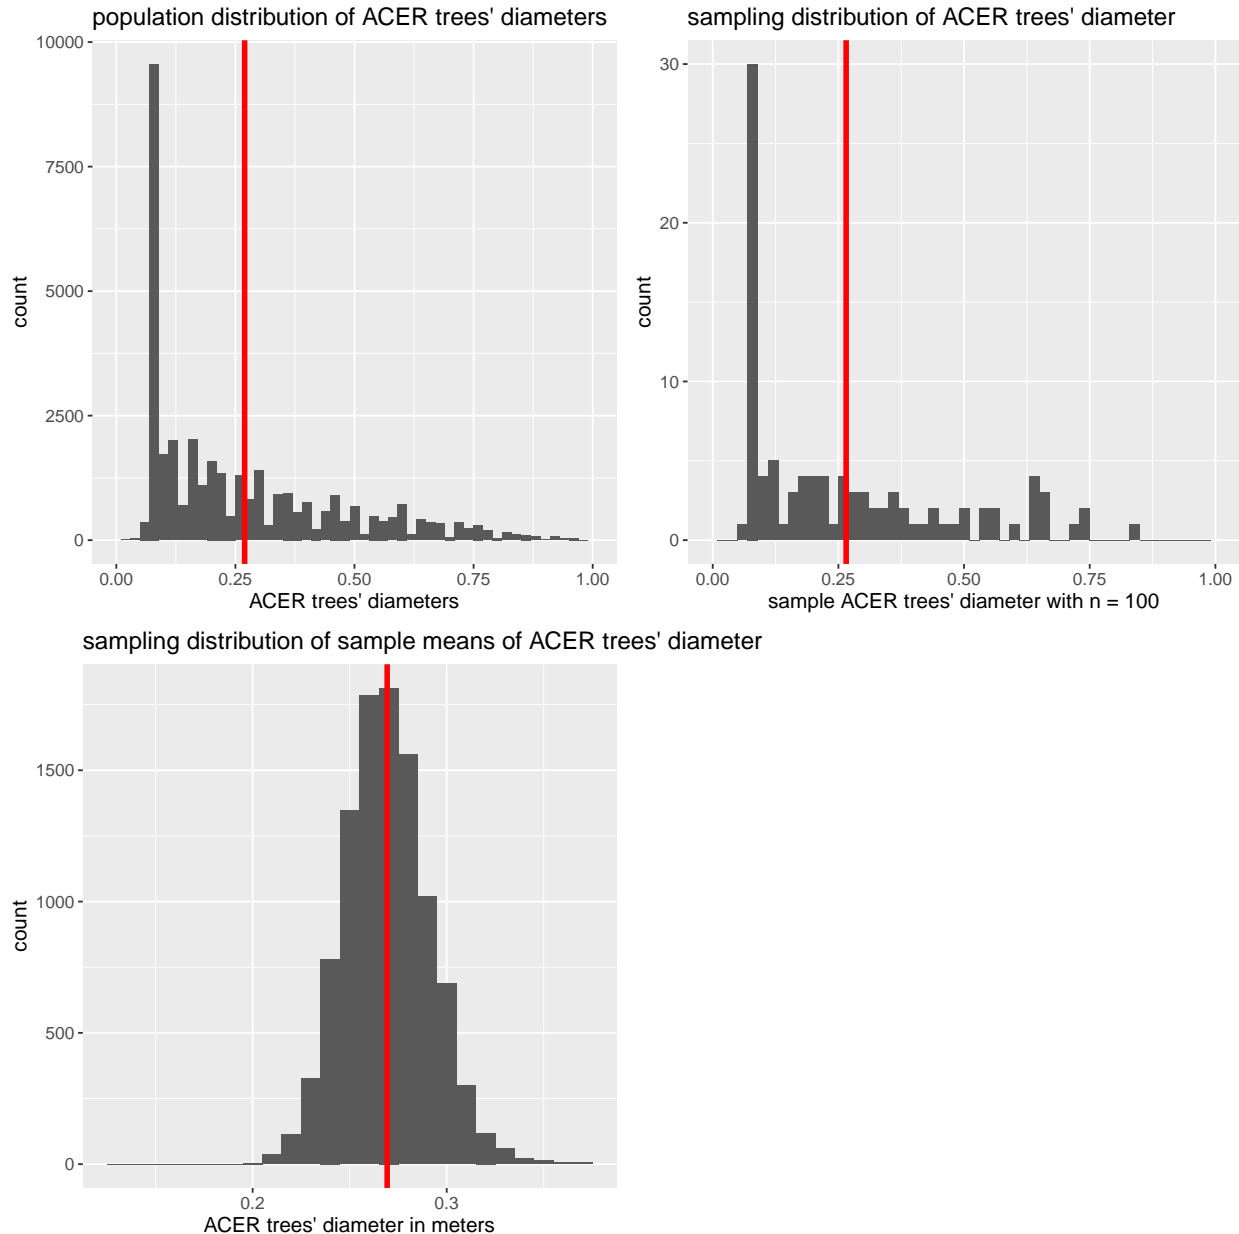 population distribution of ACER trees' diameters
10000
7500
5000
2500
0
count
0.00 0.25 0.50 0.75 1.00
ACER trees' diameters
sampling distribution of ACER trees' diameter
30
20
10
0
count
0.00 0.25 0.50 0.75 1.00
sample ACER trees' diameter with n = 100
sampling distribution of sample means of ACER trees' diameter
1500
1000
500
0
count
0.2 0.3
ACER trees' diameter in meters